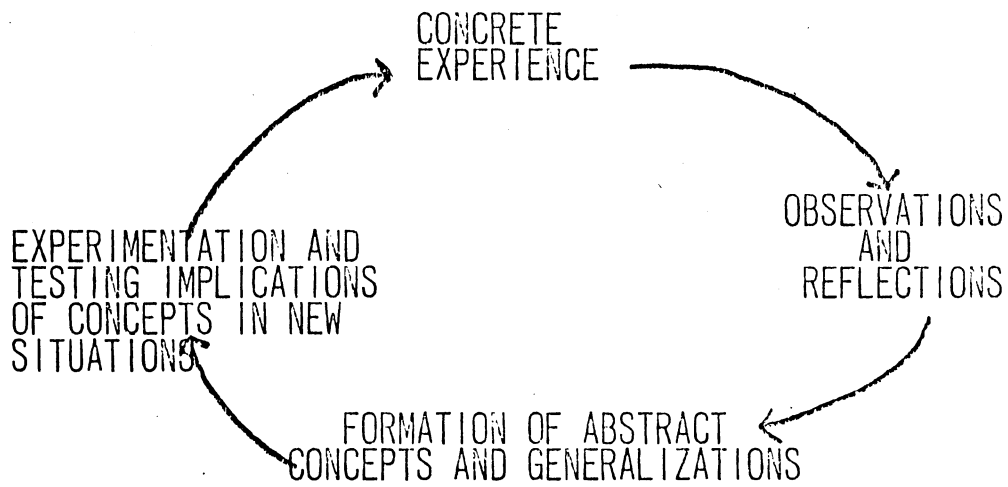 CONCRETE
EXPERIENCE
OBSERVATIONS
AND
REFLECTIONS
FORMATION OF ABSTRACT
CONCEPTS AND GENERALIZATIONS
EXPERIMENTATION AND
TESTING IMPLICATIONS
OF CONCEPTS IN NEW
SITUATIONS